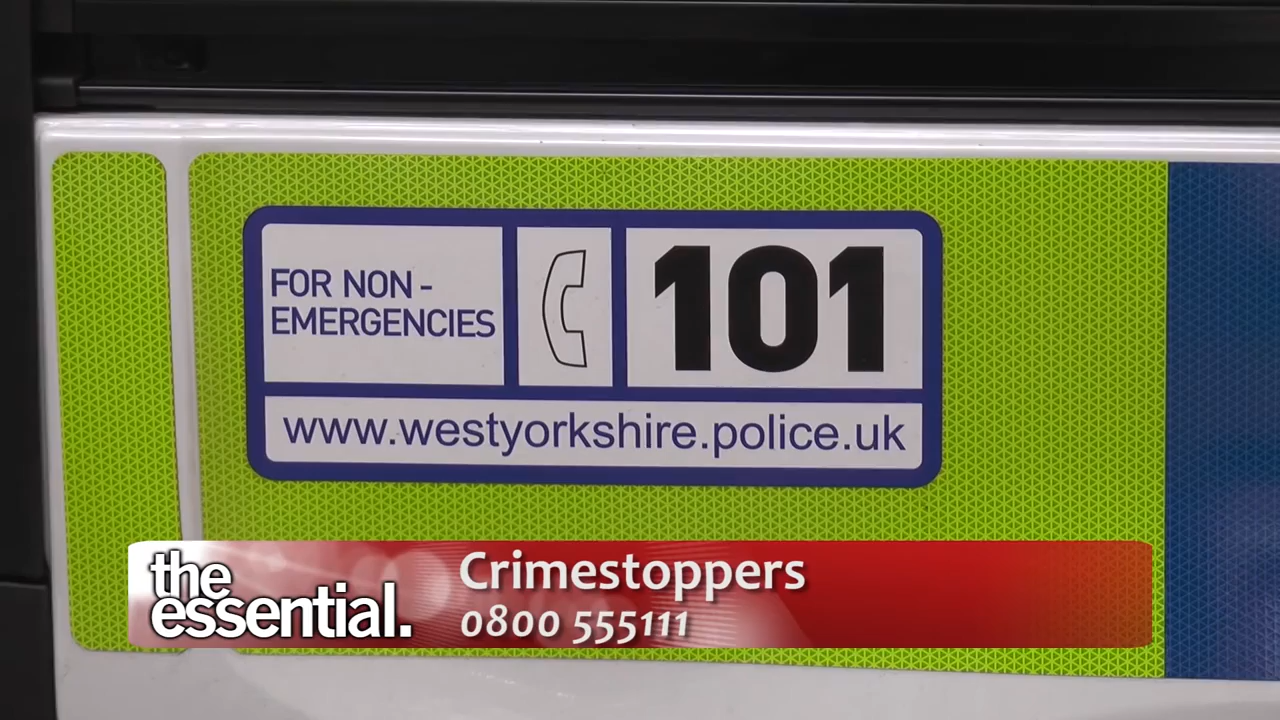 FOR NON -
EMERGENCIES
101
www.westyorkshire.police.uk
the
essential.
Crimestoppers
0800 555111